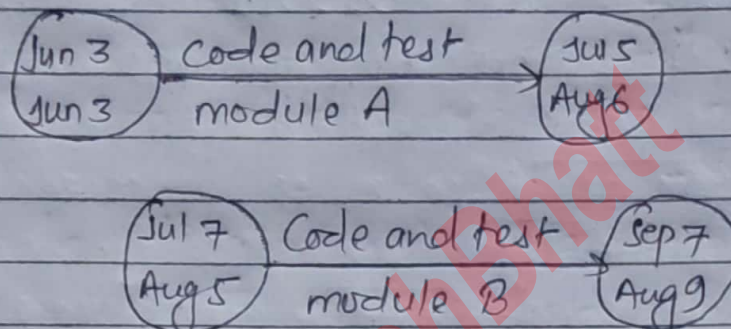 Jun 3 Code and test Jul 5
Jun 3 module A Aug 6
Jul 7 Code and test Sep 7
Aug 5 module B Aug 9